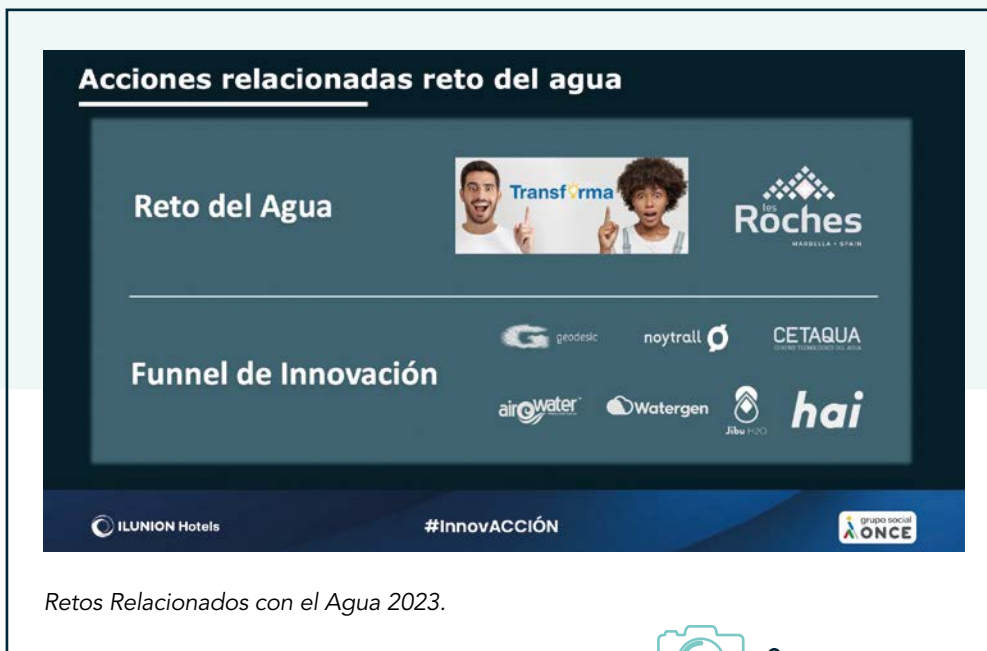 Acciones relacionadas reto del agua
Reto del Agua
Transforma
les
Röches
MARBELLA • SPAIN
Funnel de Innovación
geodesic
noytrall
CETAQUA
CENTRO TECNOLÓGICO DEL AGUA
airowater
Watergen
Jibu H2O
hai
ILUNION Hotels
#InnovACCIÓN
grupo social
ONCE
Retos Relacionados con el Agua 2023.